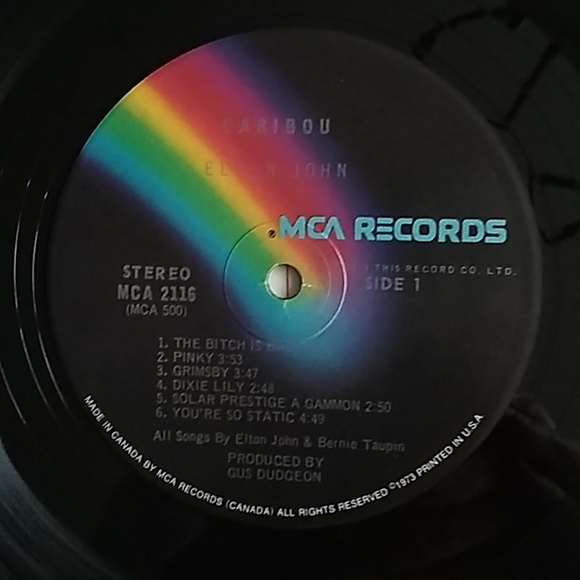 CARIBOU
ELTON JOHN
MCA RECORDS
THIS RECORD CO. LTD.
STEREO
MCA 2116
(MCA 500)
SIDE 1
1. THE BITCH IS
2. PINKY 3:53
3. GRIMSBY 3:47
4. DIXIE LILY 2:48
5. SOLAR PRESTIGE A GAMMON 2:50
6. YOU'RE SO STATIC 4:49
All Songs By Elton John & Bernie Taupin
PRODUCED BY
GUS DUDGEON
MADE IN CANADA BY MCA RECORDS (CANADA) ALL RIGHTS RESERVED ©1973 PRINTED IN U.S.A